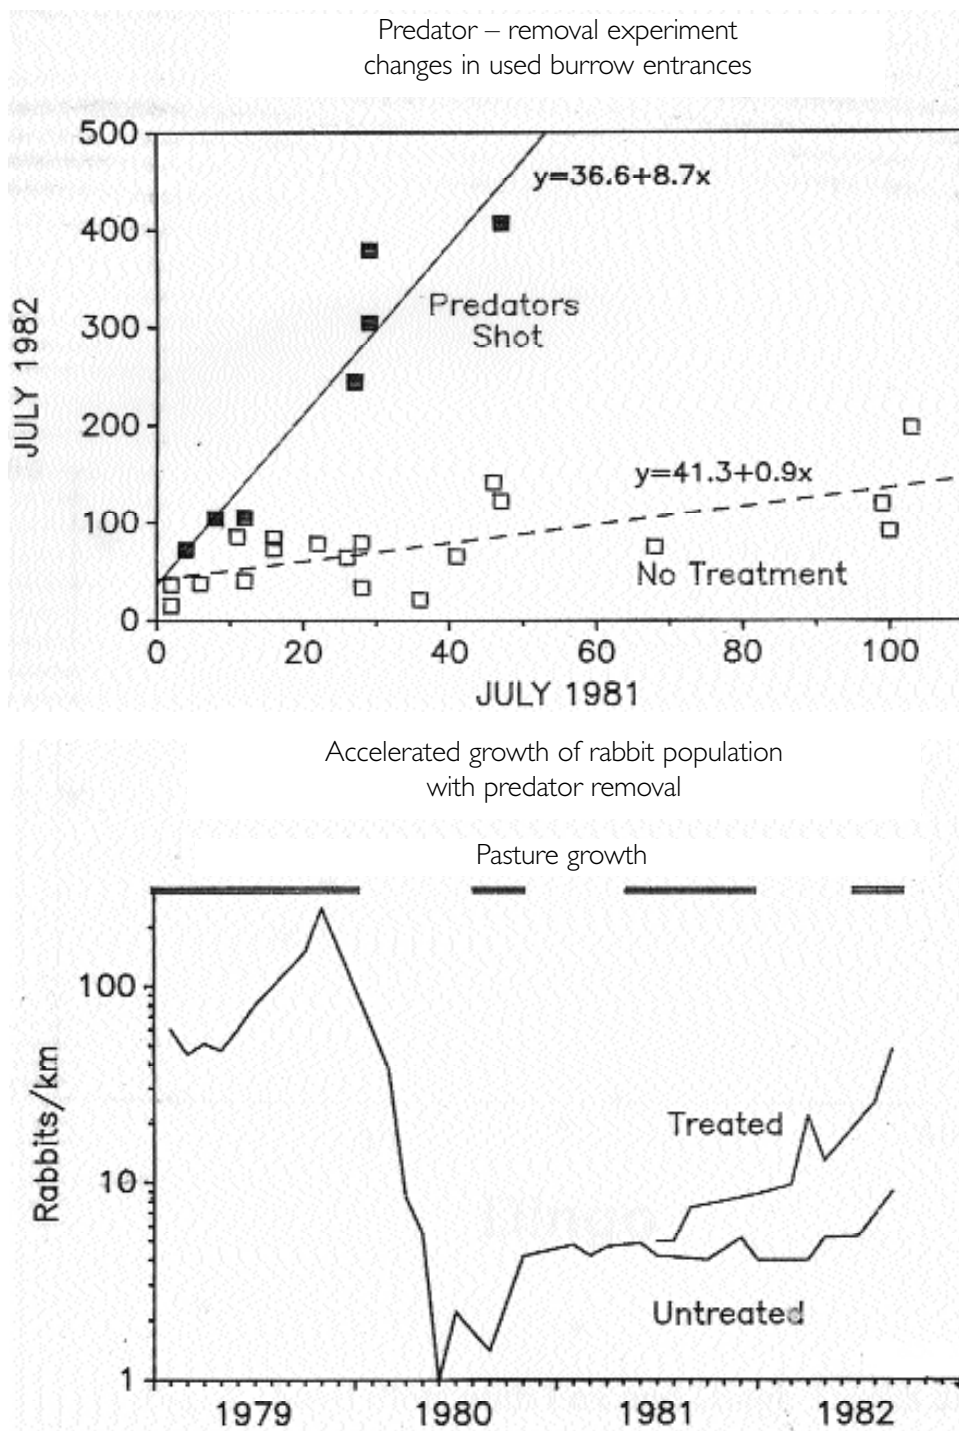 Predator – removal experiment
changes in used burrow entrances
500
y=36.6+8.7x
400
Predators
Shot
300
JULY 1982
200
y=41.3+0.9x
100
No Treatment
0
0 20 40 60 80 100
JULY 1981
Accelerated growth of rabbit population
with predator removal
Pasture growth
100
Treated
Rabbits/km
10
Untreated
1
1979 1980 1981 1982